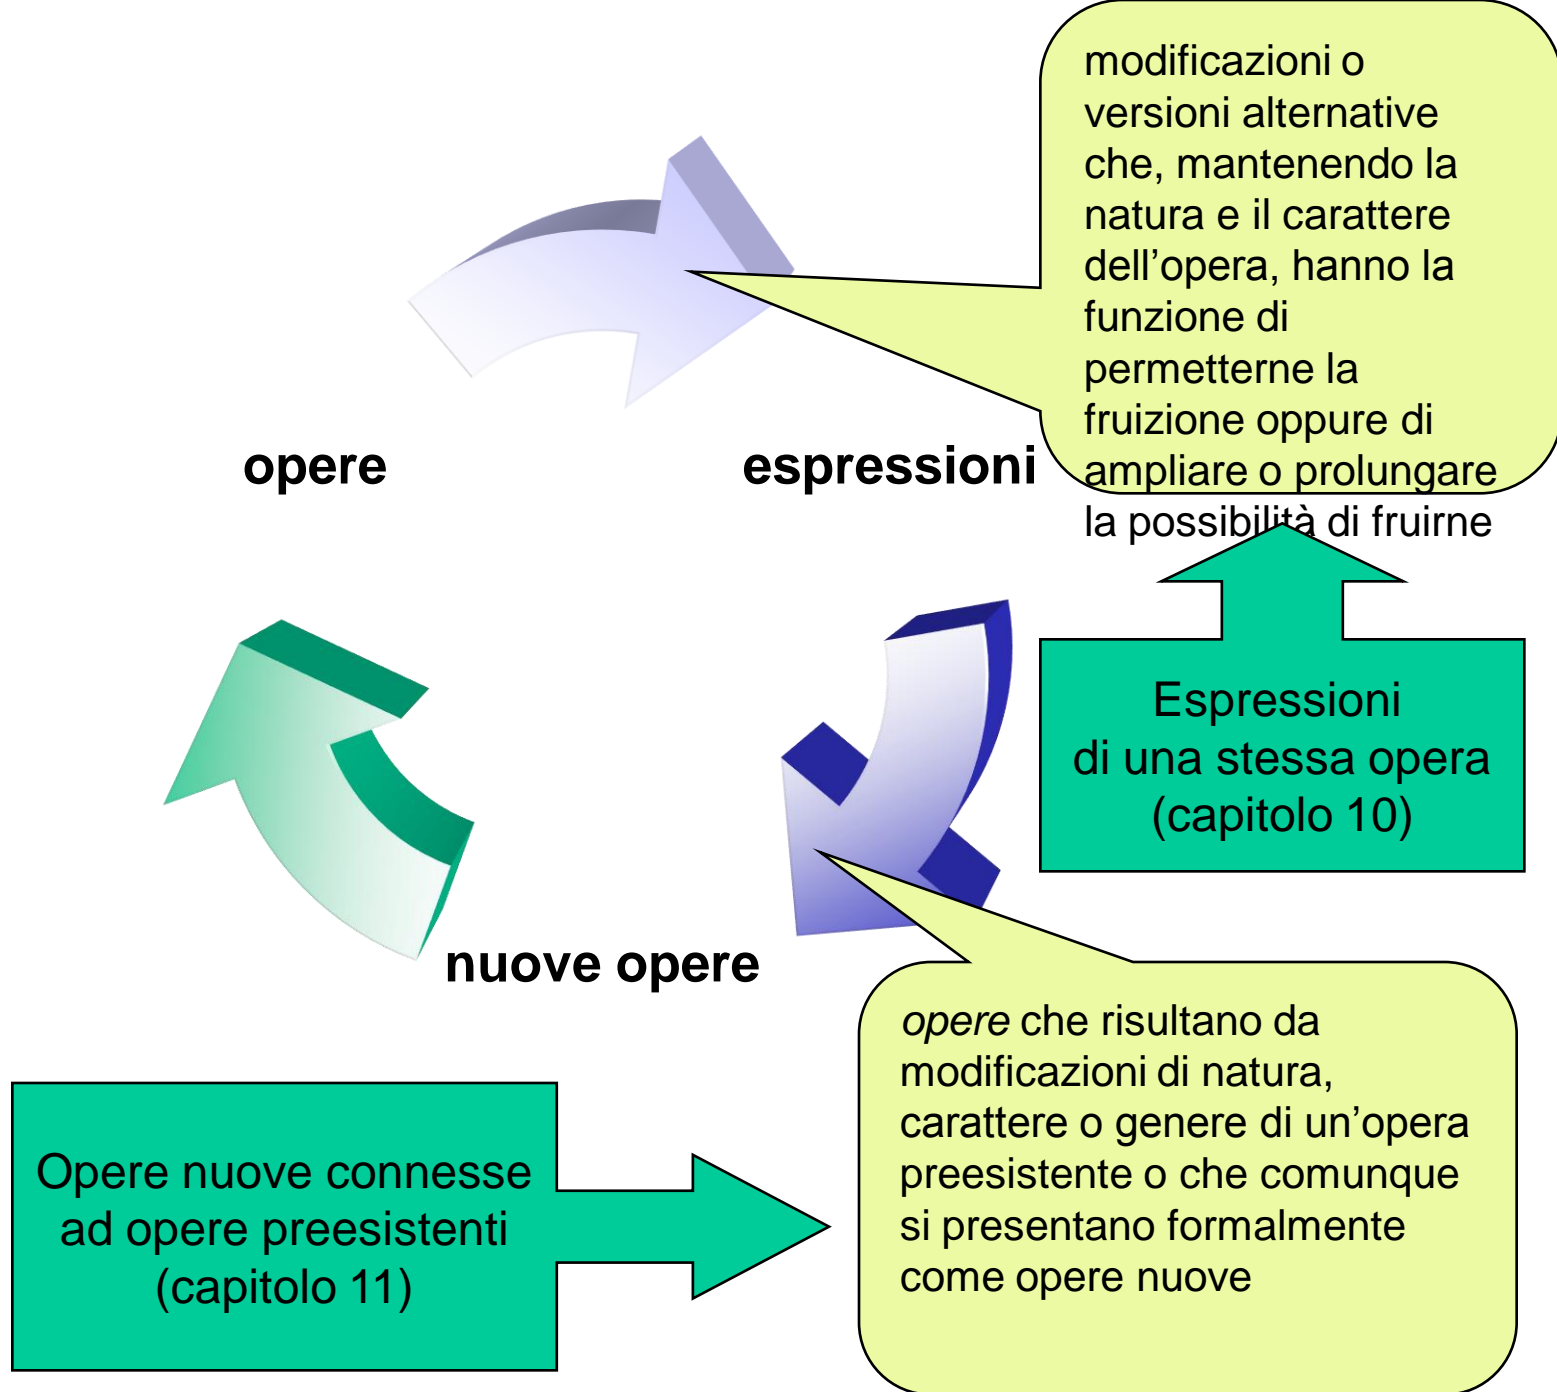 modificazioni o
versioni alternative
che, mantenendo la
natura e il carattere
dell’opera, hanno la
funzione di
permetterne la
fruizione oppure di
ampliare o prolungare
la possibilità di fruirne
opere
espressioni
Espressioni
di una stessa opera
(capitolo 10)
nuove opere
opere che risultano da
modificazioni di natura,
carattere o genere di un’opera
preesistente o che comunque
si presentano formalmente
come opere nuove
Opere nuove connesse
ad opere preesistenti
(capitolo 11)